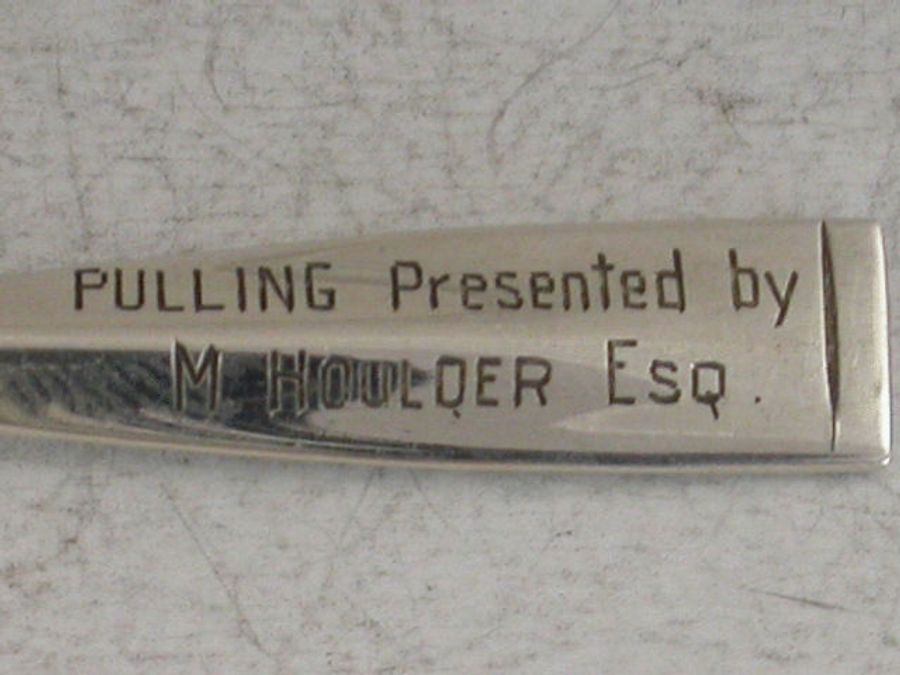 PULLING Presented by
M HOULDER ESQ.